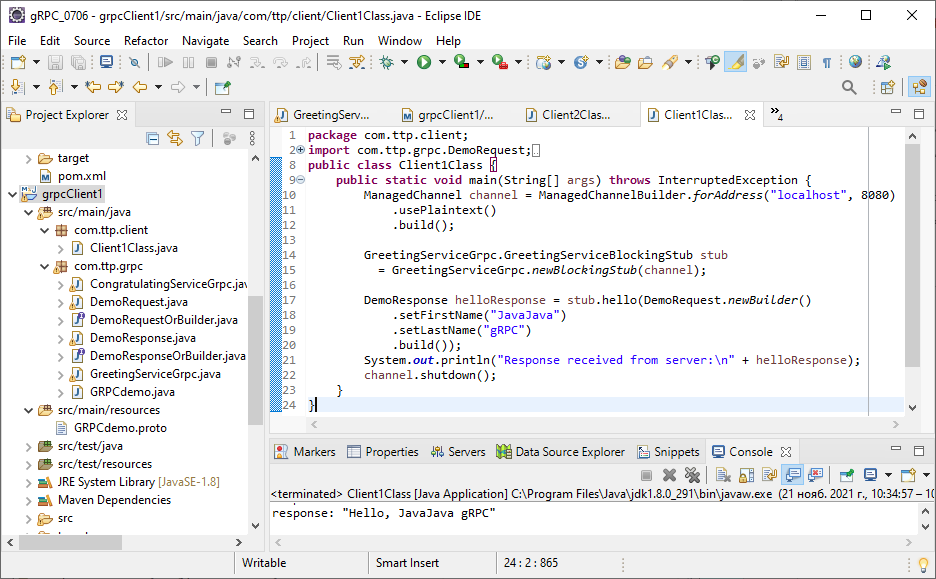 gRPC_0706 - grpcClient1/src/main/java/com/ttp/client/Client1Class.java - Eclipse IDE
File Edit Source Refactor Navigate Search Project Run Window Help
Project Explorer
target
pom.xml
grpcClient1
src/main/java
com.ttp.client
Client1Class.java
com.ttp.grpc
CongratulatingServiceGrpc.jav
DemoRequest.java
DemoRequestOrBuilder.java
DemoResponse.java
DemoResponseOrBuilder.java
GreetingServiceGrpc.java
GRPCdemo.java
src/main/resources
GRPCdemo.proto
src/test/java
src/test/resources
JRE System Library [JavaSE-1.8]
Maven Dependencies
src
GreetingServ... grpcClient1/... Client2Class... Client1Class... »4
1 package com.ttp.client;
2 import com.ttp.grpc.DemoRequest;
8 public class Client1Class {
9 public static void main(String[] args) throws InterruptedException {
10 ManagedChannel channel = ManagedChannelBuilder.forAddress("localhost", 8080)
11 .usePlaintext()
12 .build();
13
14 GreetingServiceGrpc.GreetingServiceBlockingStub stub
15 = GreetingServiceGrpc.newBlockingStub(channel);
16
17 DemoResponse helloResponse = stub.hello(DemoRequest.newBuilder()
18 .setFirstName("JavaJava")
19 .setLastName("gRPC")
20 .build());
21 System.out.println("Response received from server:\n" + helloResponse);
22 channel.shutdown();
23 }
24 }
Markers Properties Servers Data Source Explorer Snippets Console
<terminated> Client1Class [Java Application] C:\Program Files\Java\jdk1.8.0_291\bin\javaw.exe (21 нояб. 2021 г., 10:34:57 – 10
response: "Hello, JavaJava gRPC"
Writable Smart Insert 24 : 2 : 865